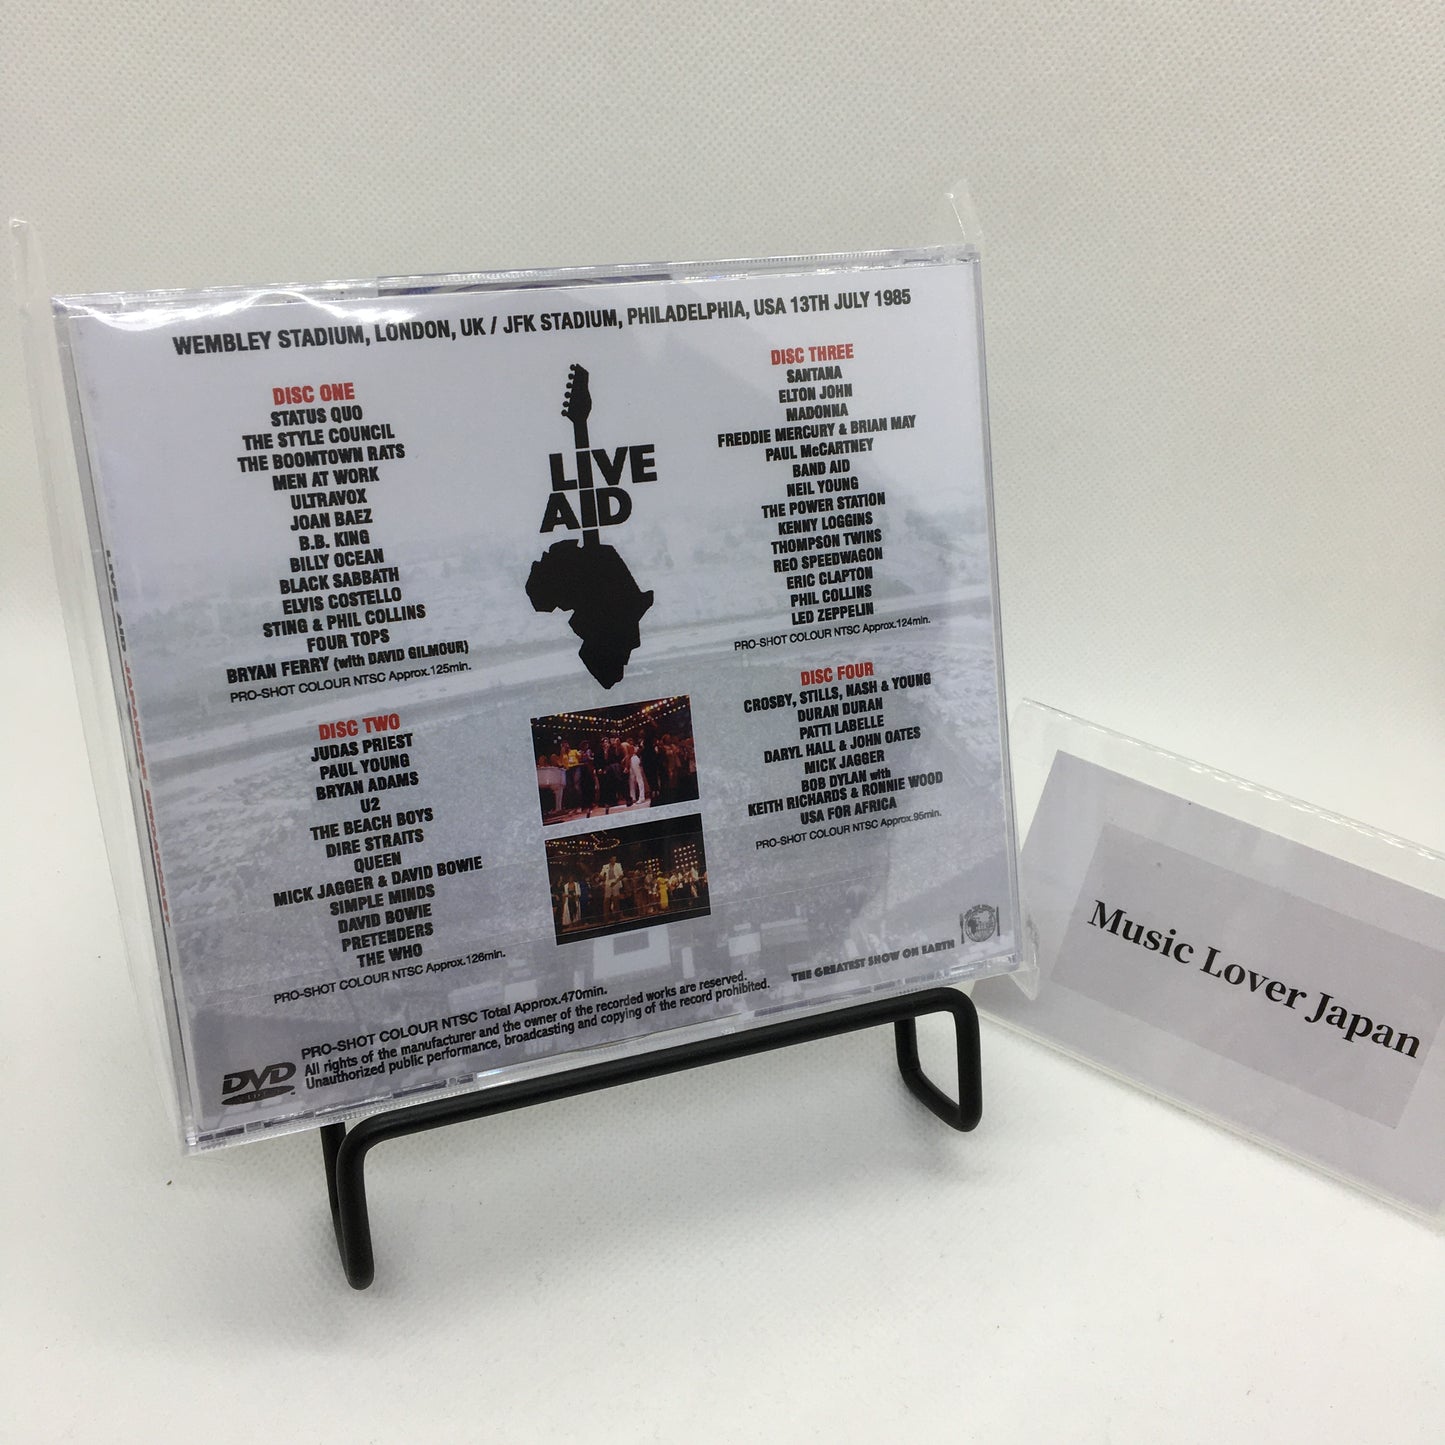 WEMBLEY STADIUM, LONDON, UK / JFK STADIUM, PHILADELPHIA, USA 13TH JULY 1985
DISC ONE
STATUS QUO
THE STYLE COUNCIL
THE BOOMTOWN RATS
MEN AT WORK
ULTRAVOX
JOAN BAEZ
B.B. KING
BILLY OCEAN
BLACK SABBATH
ELVIS COSTELLO
STING & PHIL COLLINS
FOUR TOPS
BRYAN FERRY (with DAVID GILMOUR)
PRO-SHOT COLOUR NTSC Approx.125min.
DISC TWO
JUDAS PRIEST
PAUL YOUNG
BRYAN ADAMS
U2
THE BEACH BOYS
DIRE STRAITS
QUEEN
MICK JAGGER & DAVID BOWIE
SIMPLE MINDS
DAVID BOWIE
PRETENDERS
THE WHO
PRO-SHOT COLOUR NTSC Approx.126min.
LIVE
AID
DISC THREE
SANTANA
ELTON JOHN
MADONNA
FREDDIE MERCURY & BRIAN MAY
PAUL McCARTNEY
BAND AID
NEIL YOUNG
THE POWER STATION
KENNY LOGGINS
THOMPSON TWINS
REO SPEEDWAGON
ERIC CLAPTON
PHIL COLLINS
LED ZEPPELIN
PRO-SHOT COLOUR NTSC Approx.124min.
DISC FOUR
CROSBY, STILLS, NASH & YOUNG
DURAN DURAN
PATTI LABELLE
DARYL HALL & JOHN OATES
MICK JAGGER
BOB DYLAN with
KEITH RICHARDS & RONNIE WOOD
USA FOR AFRICA
PRO-SHOT COLOUR NTSC Approx.95min.
THE GREATEST SHOW ON EARTH
PRO-SHOT COLOUR NTSC Total Approx.470min.
All rights of the manufacturer and the owner of the recorded works are reserved.
Unauthorized public performance, broadcasting and copying of the record prohibited.
DVD
LIVE AID JAPANESE BROADCAST
Music Lover Japan